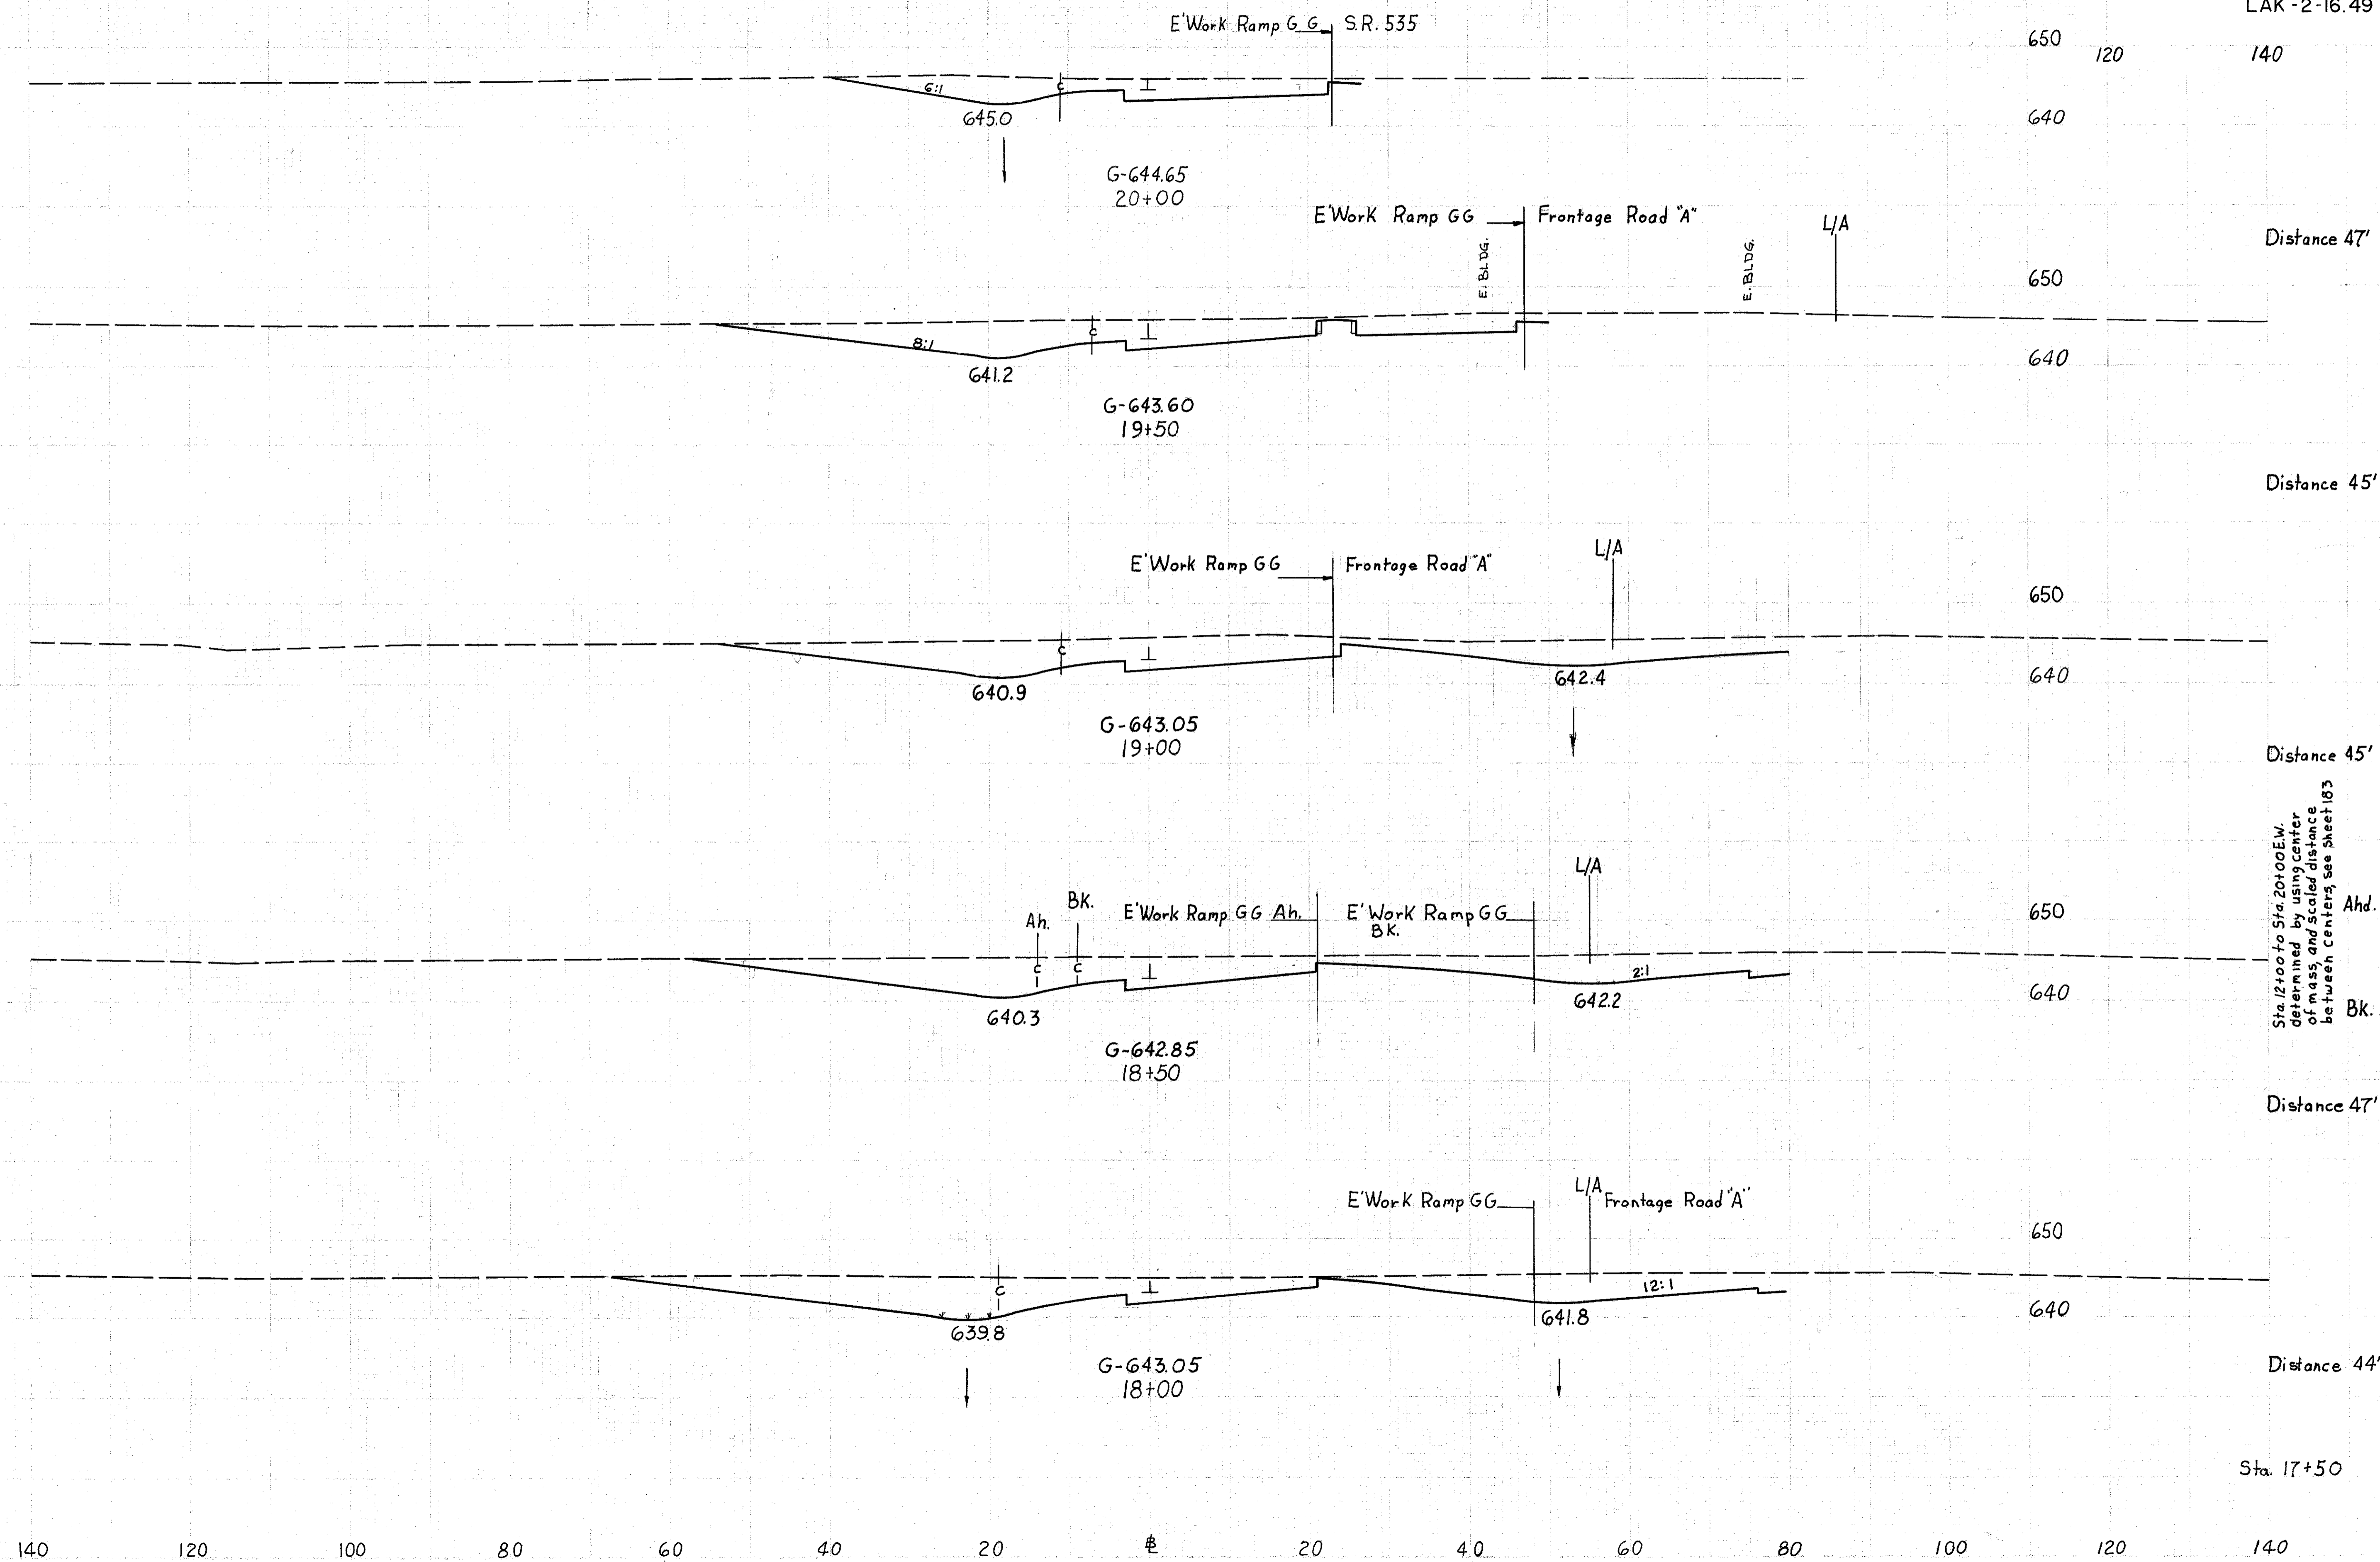 LAK-2-16.49
E'Work Ramp G G S.R. 535
650
120 140
6:1
C
645.0
640
G-644.65
20+00
E'Work Ramp GG Frontage Road "A"
L/A
E. BLDG.
E. BLDG.
Distance 47'
650
8:1
C
641.2
640
G-643.60
19+50
Distance 45'
E'Work Ramp GG Frontage Road "A"
L/A
650
C
640.9
642.4
640
G-643.05
19+00
Distance 45'
Sta. 12+00 to Sta. 20+00 E.W.
determined by using center
of mass, and scaled distance
between centers, see sheet 183
L/A
Ah.
BK.
E'Work Ramp GG Ah.
E'Work Ramp GG
BK.
650
Ahd.
C
C
2:1
640.3
642.2
640
Bk.
G-642.85
18+50
Distance 47'
E'Work Ramp GG
L/A
Frontage Road "A"
650
C
12:1
639.8
641.8
640
G-643.05
18+00
Distance 44'
Sta. 17+50
140 120 100 80 60 40 20 ℄ 20 40 60 80 100 120 140